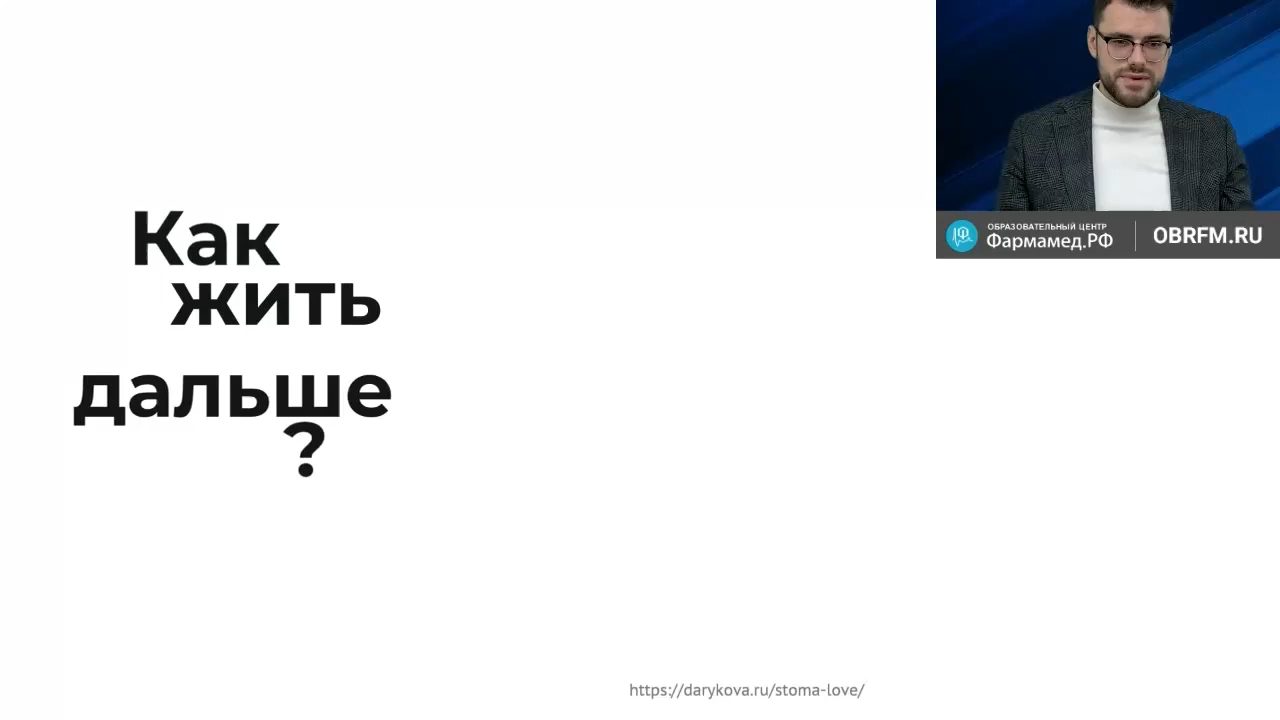 Как
жить
дальше
?
ОБРАЗОВАТЕЛЬНЫЙ ЦЕНТР
Фармамед.РФ
OBRFM.RU
https://darykova.ru/stoma-love/